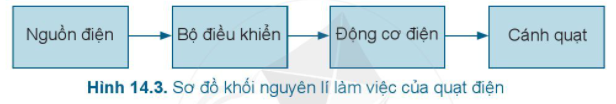 Nguồn điện
Bộ điều khiển
Động cơ điện
Cánh quạt
Hình 14.3. Sơ đồ khối nguyên lí làm việc của quạt điện